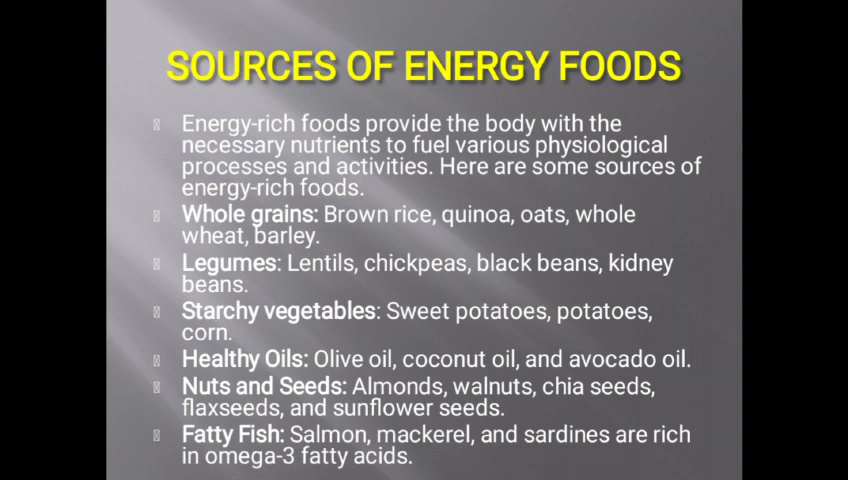 SOURCES OF ENERGY FOODS
Energy-rich foods provide the body with the
necessary nutrients to fuel various physiological
processes and activities. Here are some sources of
energy-rich foods.
Whole grains: Brown rice, quinoa, oats, whole
wheat, barley.
Legumes: Lentils, chickpeas, black beans, kidney
beans.
Starchy vegetables: Sweet potatoes, potatoes,
corn.
Healthy Oils: Olive oil, coconut oil, and avocado oil.
Nuts and Seeds: Almonds, walnuts, chia seeds,
flaxseeds, and sunflower seeds.
Fatty Fish: Salmon, mackerel, and sardines are rich
in omega-3 fatty acids.